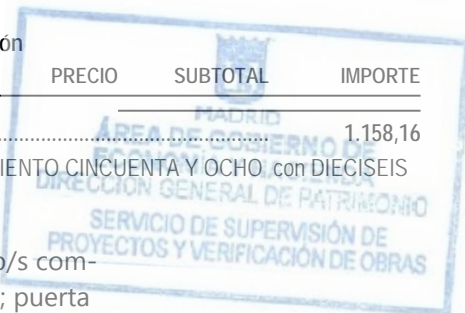 ón
PRECIO SUBTOTAL IMPORTE
MADRID
........................................ 1.158,16
ÁREA DE GOBIERNO DE
IENTO CINCUENTA Y OCHO con DIECISEIS
DIRECCIÓN GENERAL DE PATRIMONIO
SERVICIO DE SUPERVISIÓN DE
PROYECTOS Y VERIFICACIÓN DE OBRAS
o/s com-
; puerta